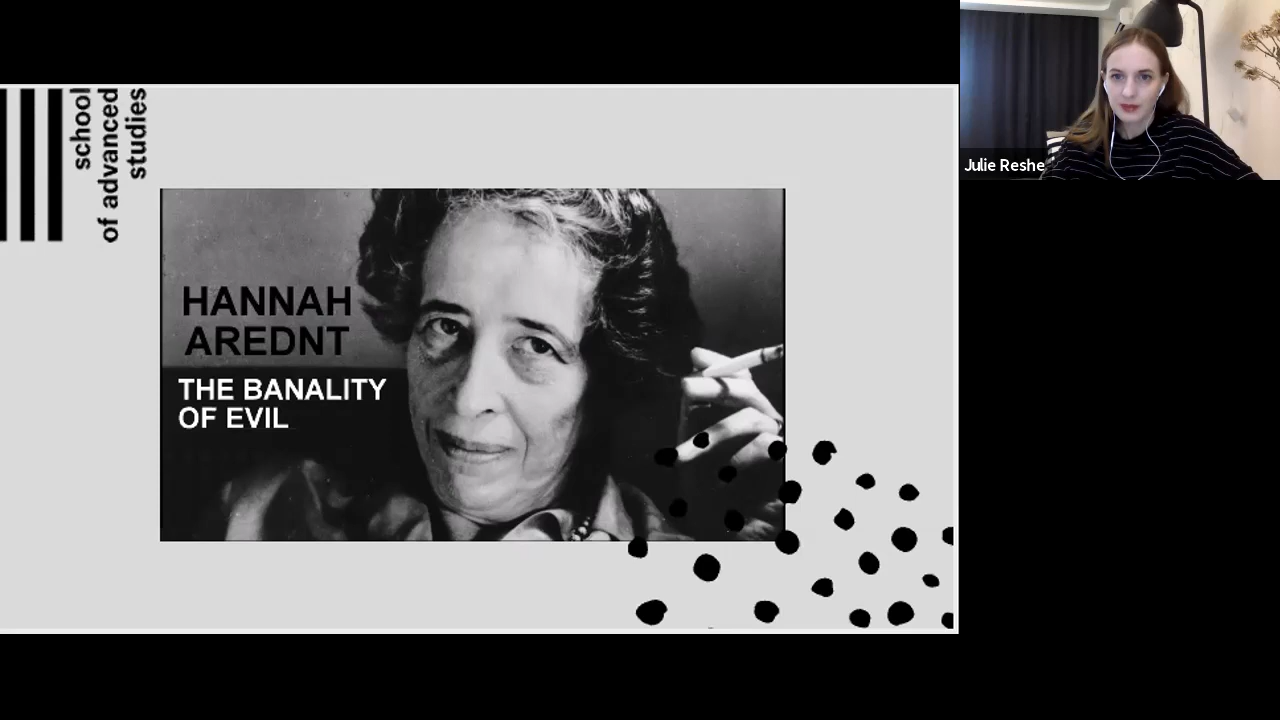 school
of advanced
studies
HANNAH
AREDNT
THE BANALITY
OF EVIL
Julie Reshe